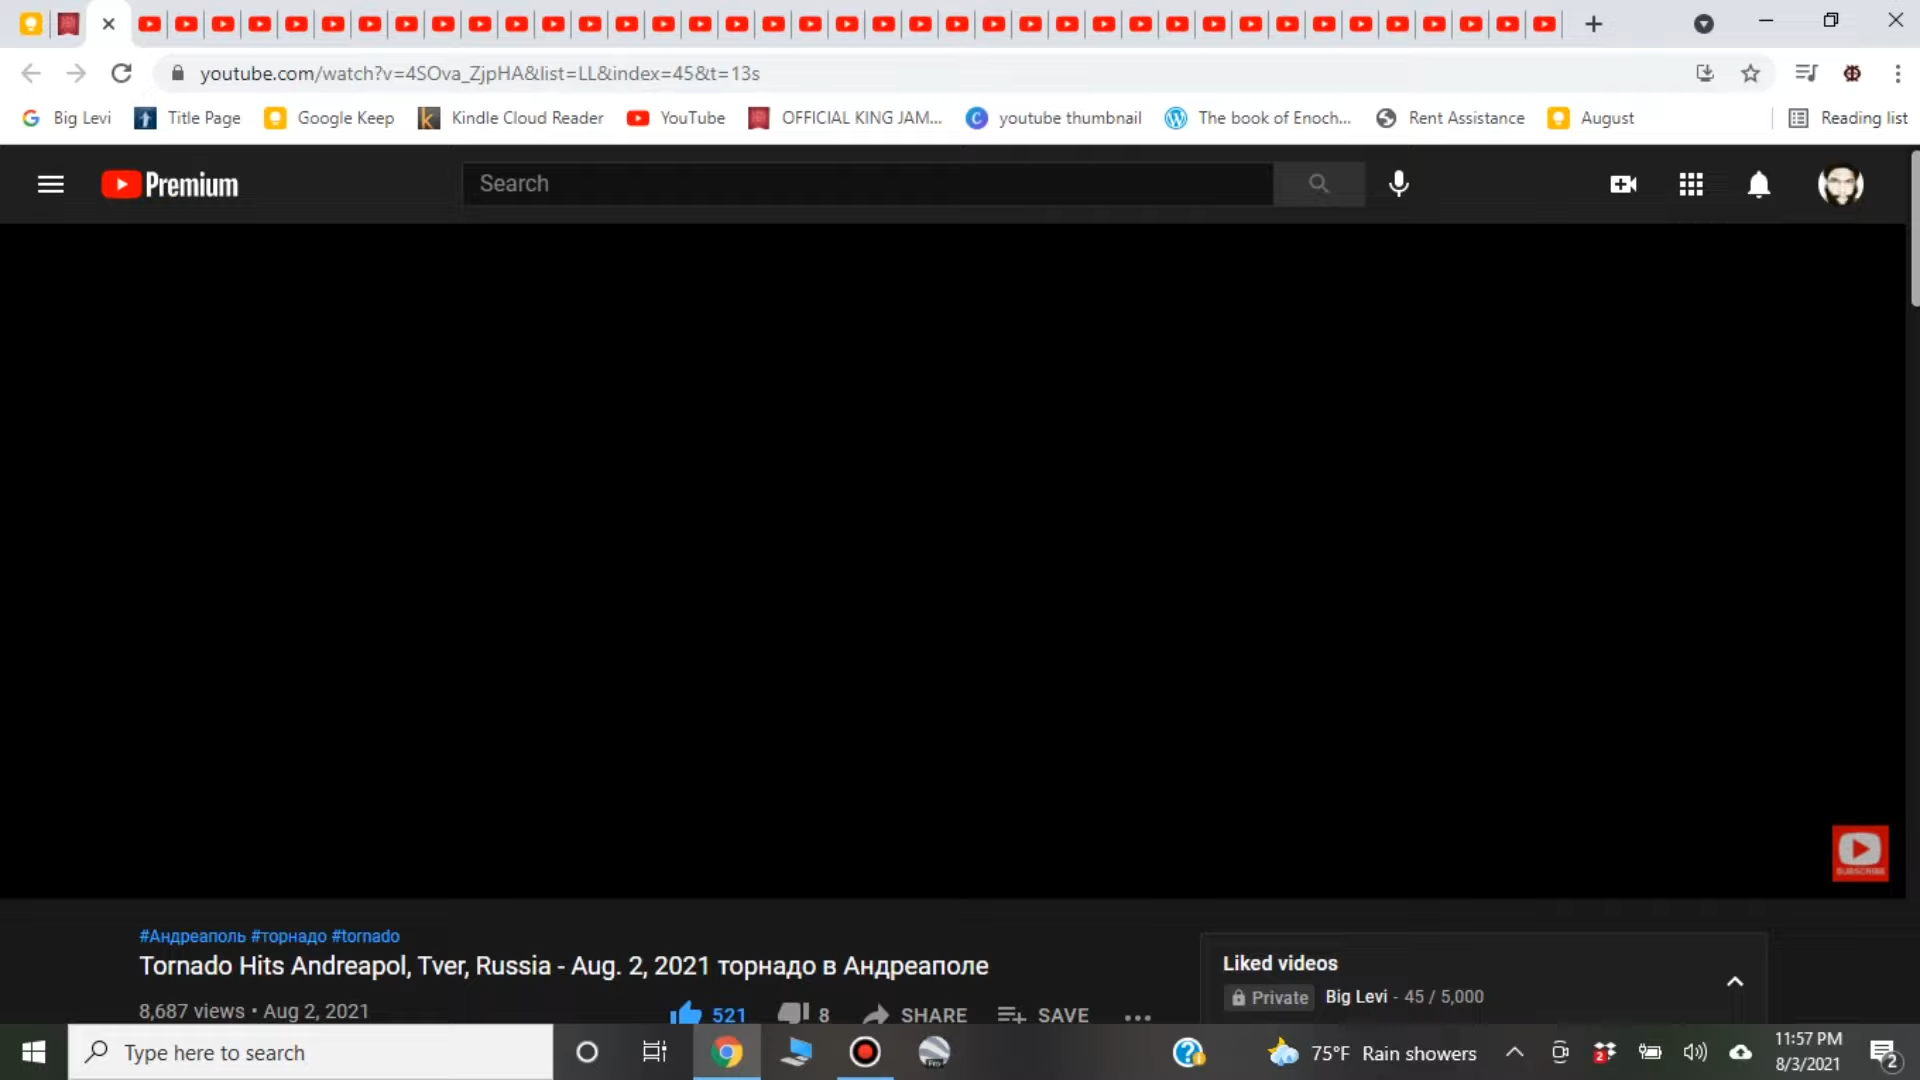 youtube.com/watch?v=4SOva_ZjpHA&list=LL&index=45&t=13s
Big Levi Title Page Google Keep Kindle Cloud Reader YouTube OFFICIAL KING JAM... youtube thumbnail The book of Enoch... Rent Assistance August Reading list
Premium Search
SUBSCRIBE
#Андреаполь #торнадо #tornado
Tornado Hits Andreapol, Tver, Russia - Aug. 2, 2021 торнадо в Андреаполе
8,687 views • Aug 2, 2021 521 8 SHARE SAVE
Liked videos
Private Big Levi - 45 / 5,000
Type here to search 75°F Rain showers 11:57 PM
8/3/2021 2